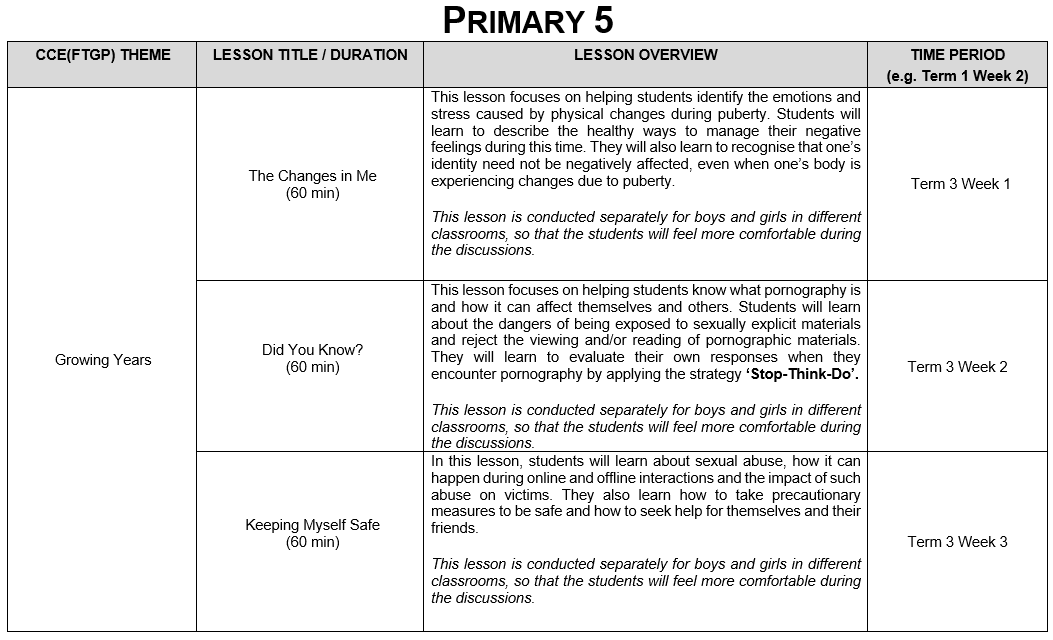 PRIMARY 5
CCE(FTGP) THEME
LESSON TITLE / DURATION
LESSON OVERVIEW
TIME PERIOD
(e.g. Term 1 Week 2)
Growing Years
The Changes in Me
(60 min)
This lesson focuses on helping students identify the emotions and
stress caused by physical changes during puberty. Students will
learn to describe the healthy ways to manage their negative
feelings during this time. They will also learn to recognise that one’s
identity need not be negatively affected, even when one’s body is
experiencing changes due to puberty.
This lesson is conducted separately for boys and girls in different
classrooms, so that the students will feel more comfortable during
the discussions.
Term 3 Week 1
Did You Know?
(60 min)
This lesson focuses on helping students know what pornography is
and how it can affect themselves and others. Students will learn
about the dangers of being exposed to sexually explicit materials
and reject the viewing and/or reading of pornographic materials.
They will learn to evaluate their own responses when they
encounter pornography by applying the strategy ‘Stop-Think-Do’.
This lesson is conducted separately for boys and girls in different
classrooms, so that the students will feel more comfortable during
the discussions.
Term 3 Week 2
Keeping Myself Safe
(60 min)
In this lesson, students will learn about sexual abuse, how it can
happen during online and offline interactions and the impact of such
abuse on victims. They also learn how to take precautionary
measures to be safe and how to seek help for themselves and their
friends.
This lesson is conducted separately for boys and girls in different
classrooms, so that the students will feel more comfortable during
the discussions.
Term 3 Week 3